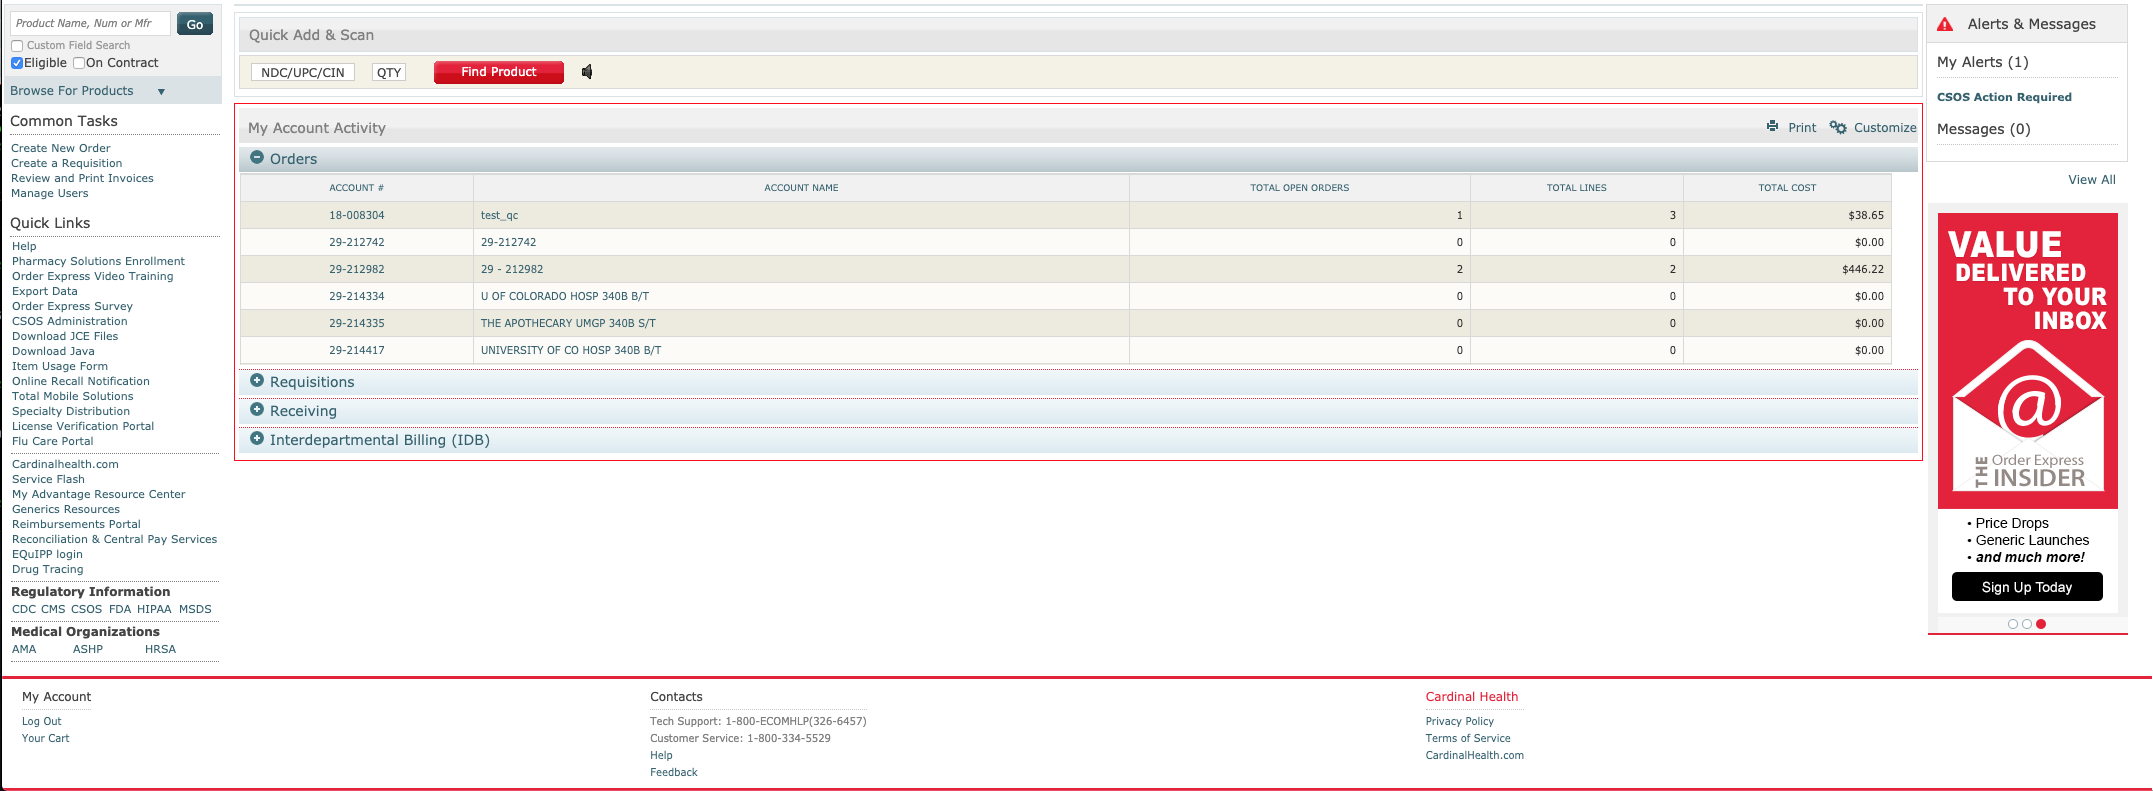 Product Name, Num or Mfr
Go
Custom Field Search
Eligible On Contract
Browse For Products
Common Tasks
Create New Order
Create a Requisition
Review and Print Invoices
Manage Users
Quick Links
Help
Pharmacy Solutions Enrollment
Order Express Video Training
Export Data
Order Express Survey
CSOS Administration
Download JCE Files
Download Java
Item Usage Form
Online Recall Notification
Total Mobile Solutions
Specialty Distribution
License Verification Portal
Flu Care Portal
Cardinalhealth.com
Service Flash
My Advantage Resource Center
Generics Resources
Reimbursements Portal
Reconciliation & Central Pay Services
EQuIPP login
Drug Tracing
Regulatory Information
CDC CMS CSOS FDA HIPAA MSDS
Medical Organizations
AMA ASHP HRSA
Quick Add & Scan
NDC/UPC/CIN QTY Find Product
My Account Activity Print Customize
Orders
ACCOUNT # ACCOUNT NAME TOTAL OPEN ORDERS TOTAL LINES TOTAL COST
18-008304 test_qc 1 3 $38.65
29-212742 29-212742 0 0 $0.00
29-212982 29 - 212982 2 2 $446.22
29-214334 U OF COLORADO HOSP 340B B/T 0 0 $0.00
29-214335 THE APOTHECARY UMGP 340B S/T 0 0 $0.00
29-214417 UNIVERSITY OF CO HOSP 340B B/T 0 0 $0.00
Requisitions
Receiving
Interdepartmental Billing (IDB)
Alerts & Messages
My Alerts (1)
CSOS Action Required
Messages (0)
View All
VALUE
DELIVERED
TO YOUR
INBOX
@
THE
Order Express
INSIDER
• Price Drops
• Generic Launches
• and much more!
Sign Up Today
My Account
Log Out
Your Cart
Contacts
Tech Support: 1-800-ECOMHLP(326-6457)
Customer Service: 1-800-334-5529
Help
Feedback
Cardinal Health
Privacy Policy
Terms of Service
CardinalHealth.com